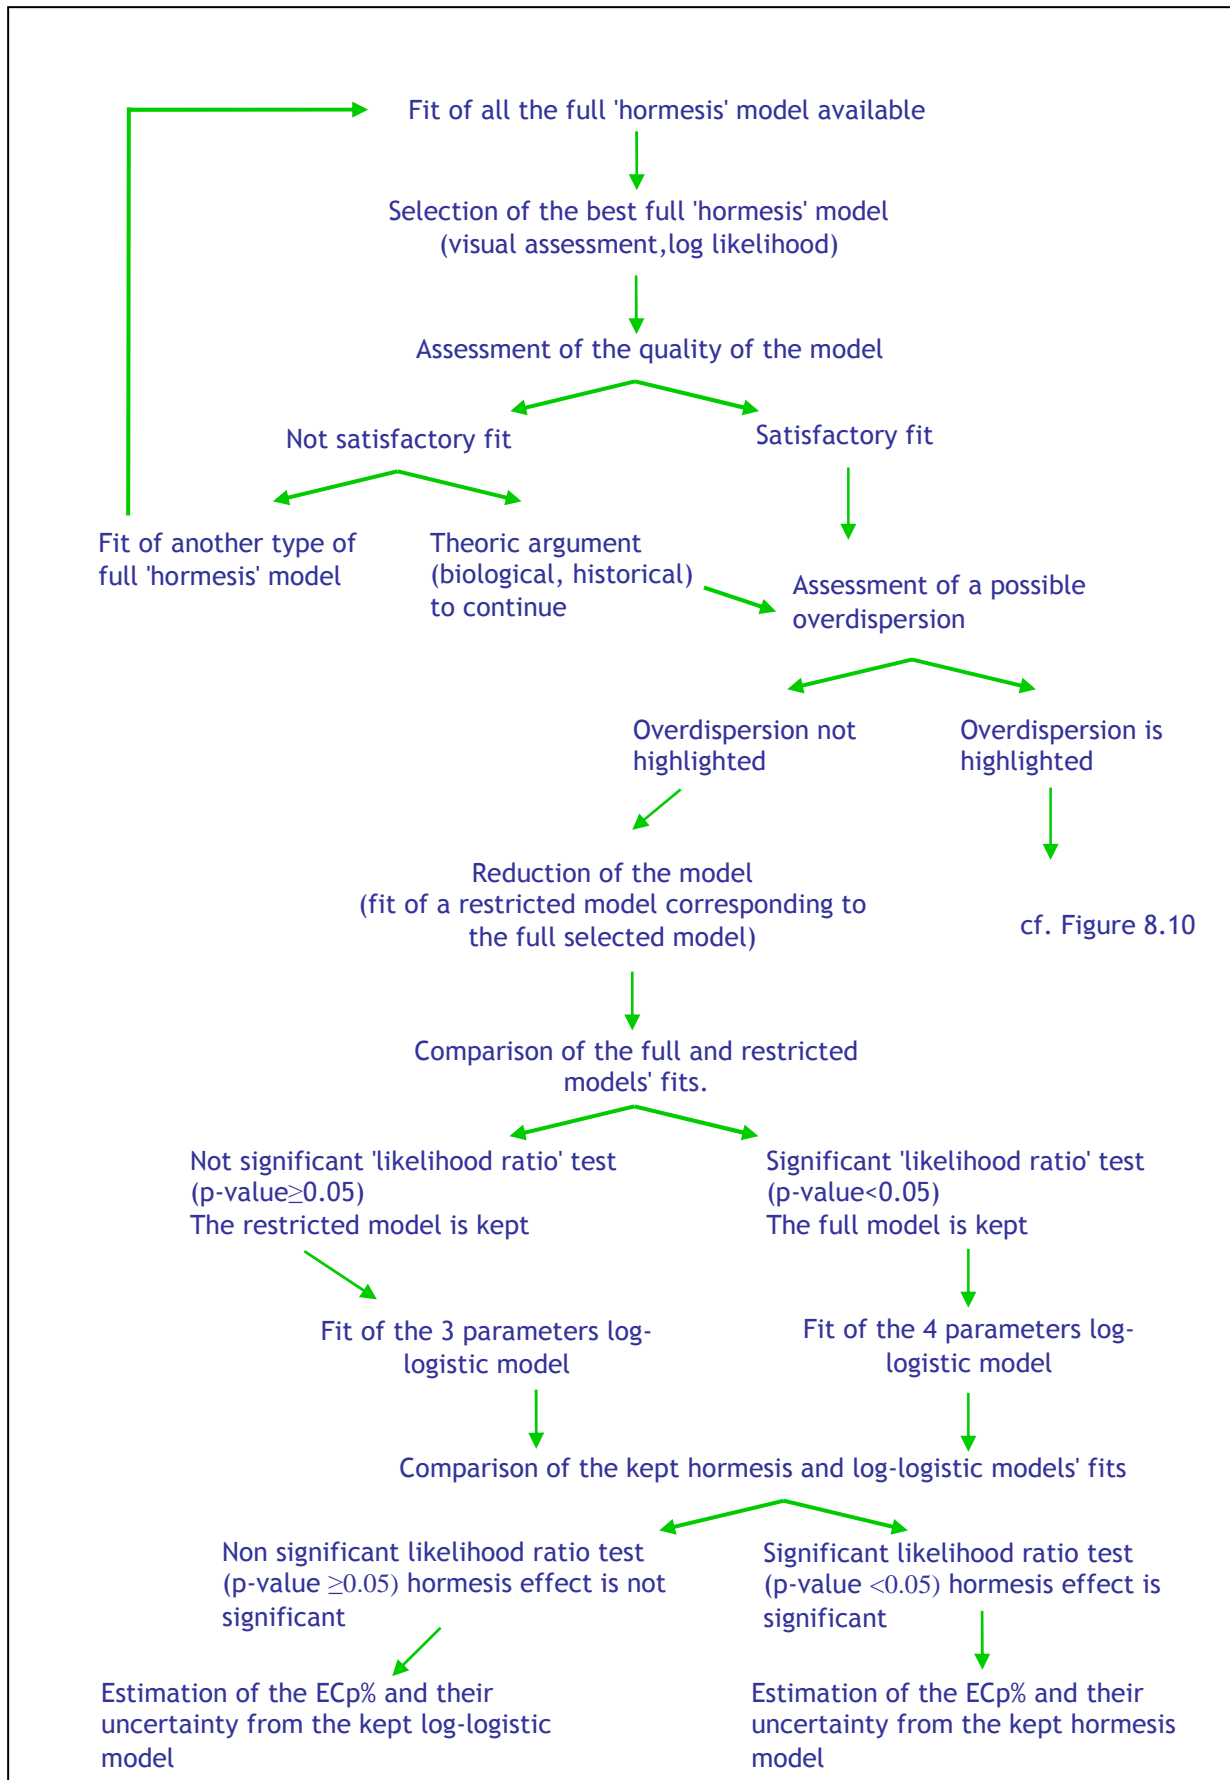 Fit of all the full 'hormesis' model available
Selection of the best full 'hormesis' model
(visual assessment,log likelihood)
Assessment of the quality of the model
Not satisfactory fit
Satisfactory fit
Fit of another type of
full 'hormesis' model
Theoric argument
(biological, historical)
to continue
Assessment of a possible
overdispersion
Overdispersion not
highlighted
Overdispersion is
highlighted
Reduction of the model
(fit of a restricted model corresponding to
the full selected model)
cf. Figure 8.10
Comparison of the full and restricted
models' fits.
Not significant 'likelihood ratio' test
(p-value≥0.05)
The restricted model is kept
Significant 'likelihood ratio' test
(p-value<0.05)
The full model is kept
Fit of the 3 parameters log-
logistic model
Fit of the 4 parameters log-
logistic model
Comparison of the kept hormesis and log-logistic models' fits
Non significant likelihood ratio test
(p-value ≥0.05) hormesis effect is not
significant
Significant likelihood ratio test
(p-value <0.05) hormesis effect is
significant
Estimation of the ECp% and their
uncertainty from the kept log-logistic
model
Estimation of the ECp% and their
uncertainty from the kept hormesis
model